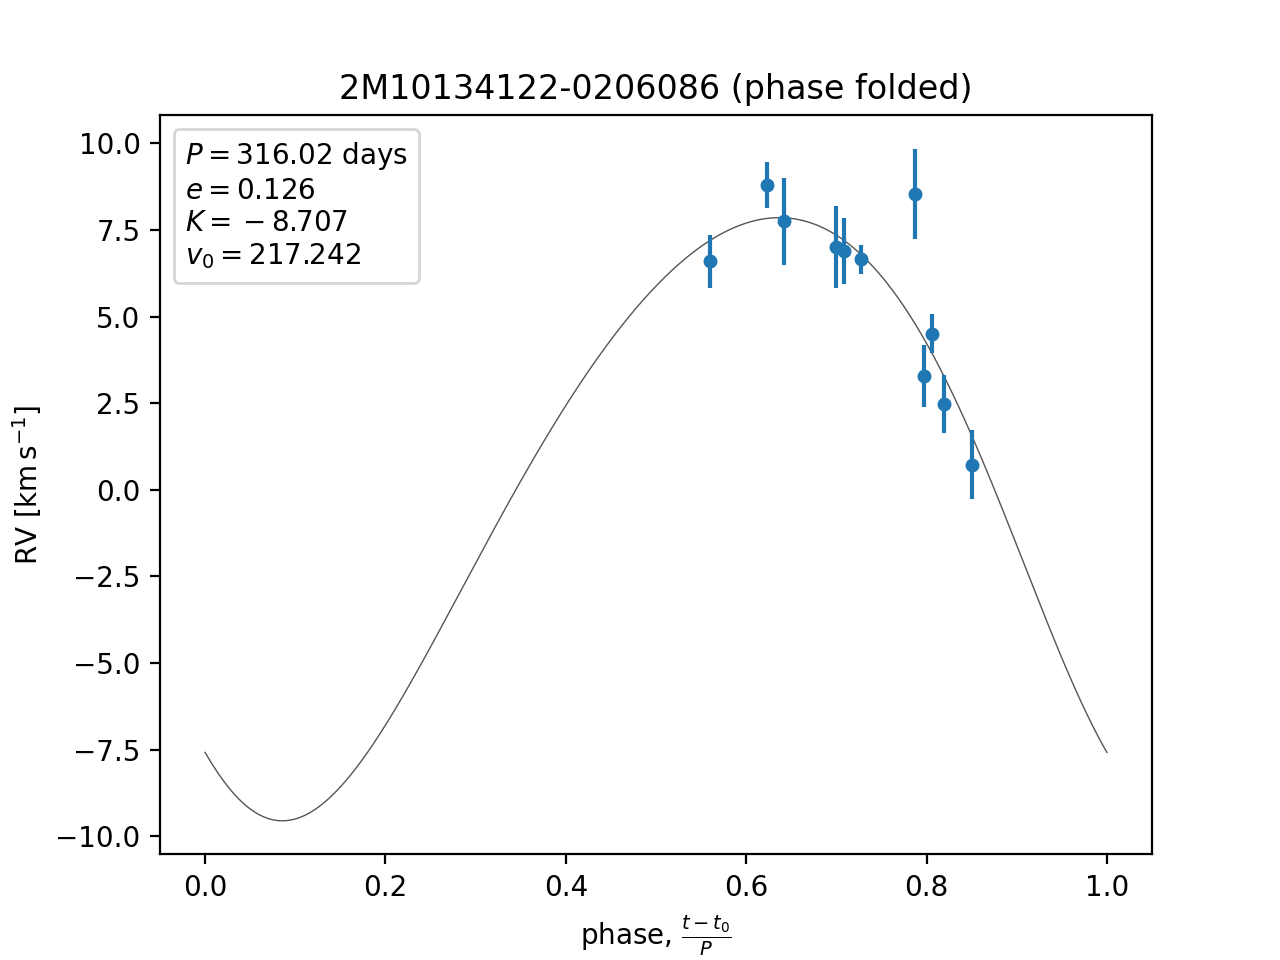 2M10134122-0206086 (phase folded)
P = 316.02 days
e = 0.126
K = −8.707
v₀ = 217.242
10.0
7.5
5.0
2.5
0.0
−2.5
−5.0
−7.5
−10.0
RV [km s⁻¹]
0.0 0.2 0.4 0.6 0.8 1.0
phase, (t − t₀)/P